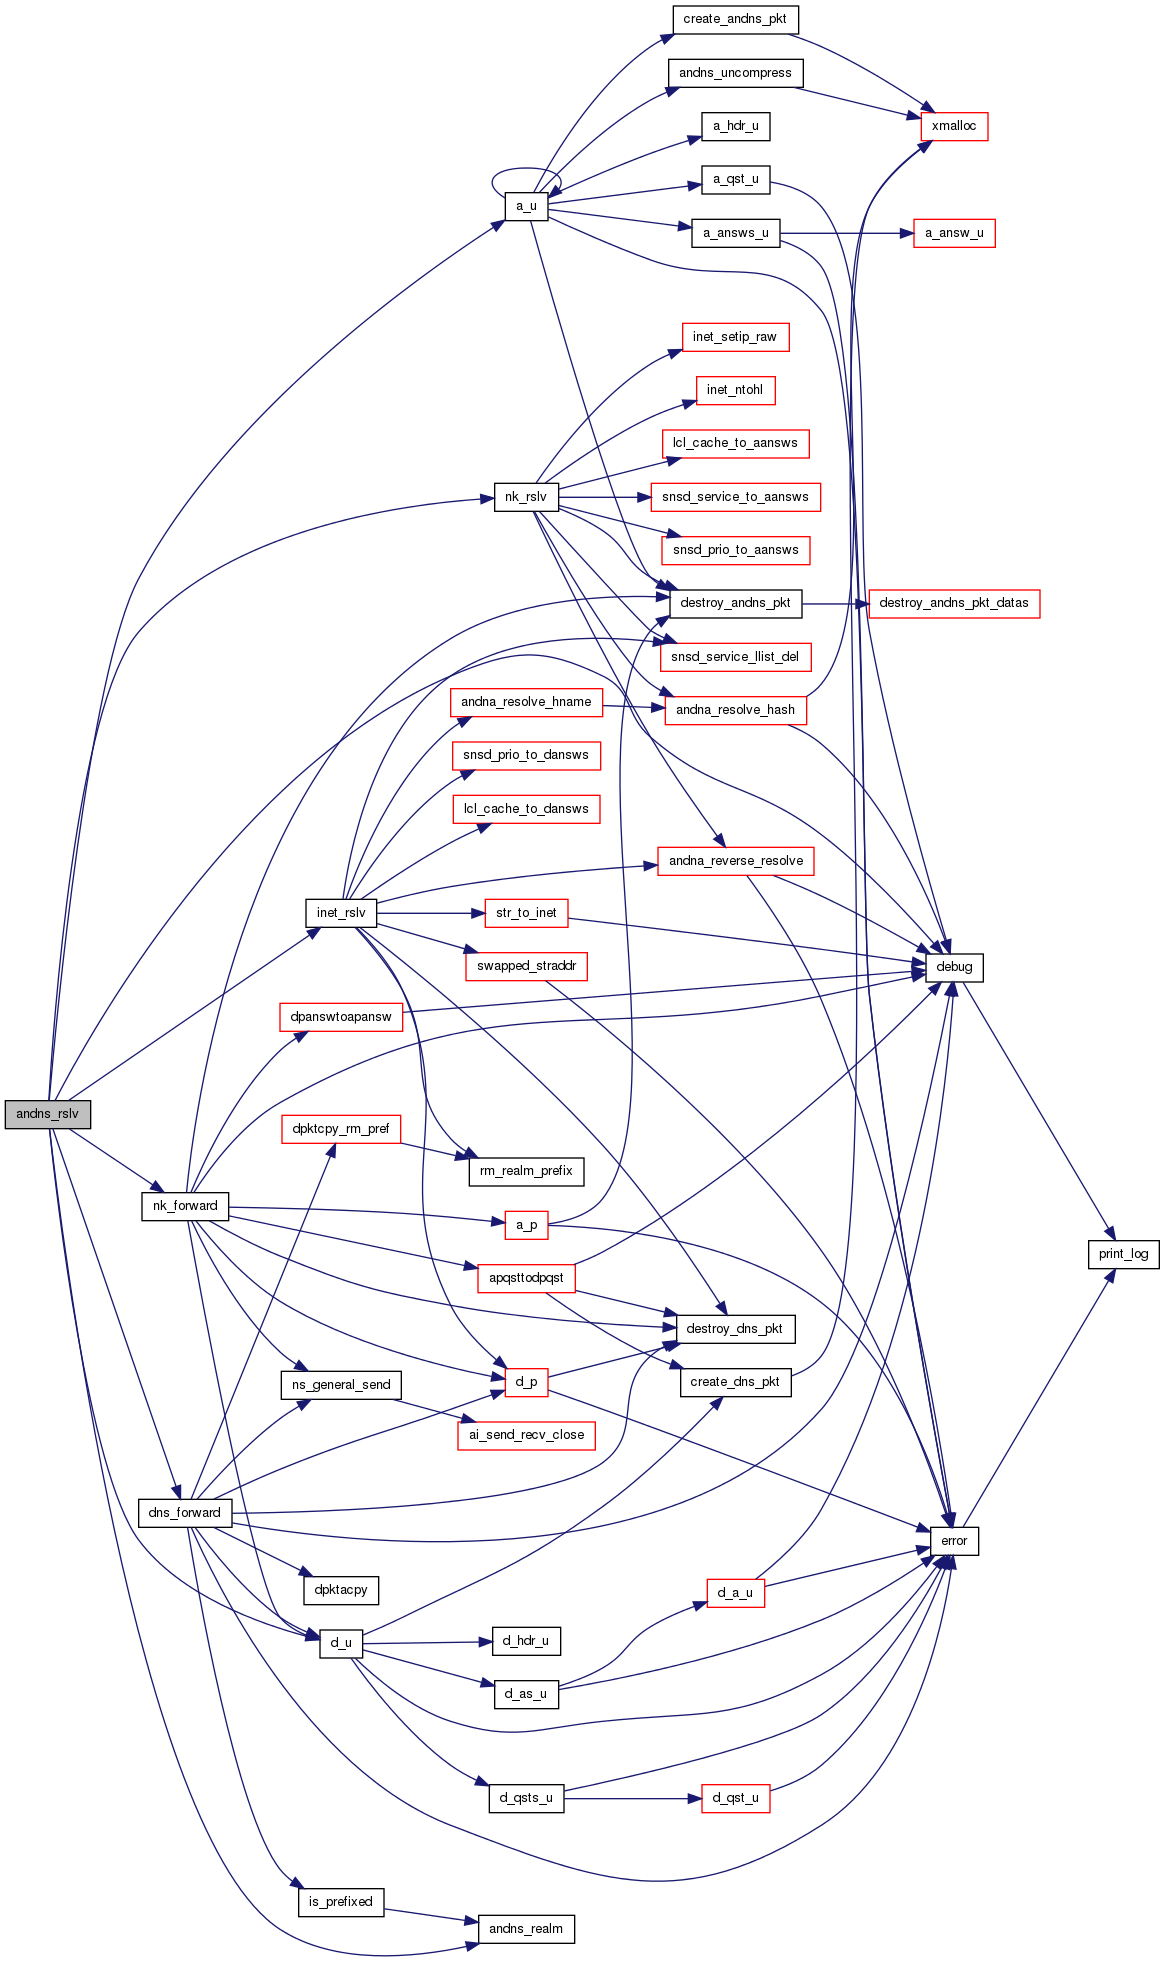 create_andns_pkt
andns_uncompress
xmalloc
a_hdr_u
a_qst_u
a_u
a_answs_u
a_answ_u
inet_setip_raw
inet_ntohl
lcl_cache_to_aansws
nk_rslv
snsd_service_to_aansws
snsd_prio_to_aansws
destroy_andns_pkt
destroy_andns_pkt_datas
snsd_service_llist_del
andna_resolve_hname
andna_resolve_hash
snsd_prio_to_dansws
lcl_cache_to_dansws
andna_reverse_resolve
inet_rslv
str_to_inet
swapped_straddr
debug
dpanswtoapansw
andns_rslv
dpktcpy_rm_pref
rm_realm_prefix
nk_forward
a_p
print_log
apqsttodpqst
destroy_dns_pkt
ns_general_send
d_p
create_dns_pkt
ai_send_recv_close
dns_forward
error
dpktacpy
d_a_u
d_u
d_hdr_u
d_as_u
d_qsts_u
d_qst_u
is_prefixed
andns_realm